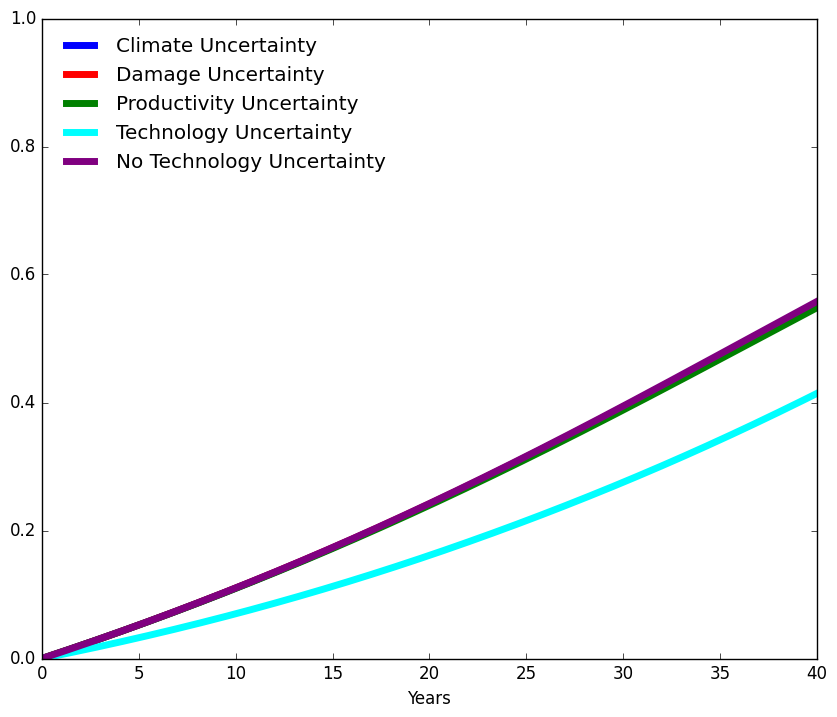 1.0
Climate Uncertainty
Damage Uncertainty
Productivity Uncertainty
Technology Uncertainty
No Technology Uncertainty
0.8
0.6
0.4
0.2
0.0
0 5 10 15 20 25 30 35 40
Years